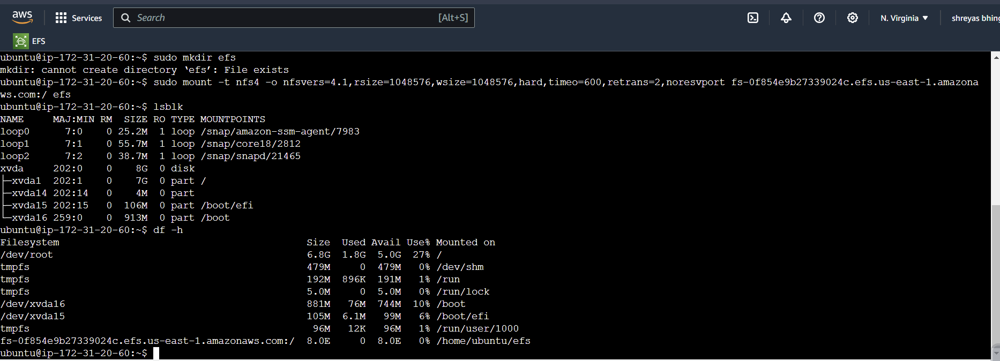 aws Services Search [Alt+S] N. Virginia ▼ shreyas bhing
EFS
ubuntu@ip-172-31-20-60:~$ sudo mkdir efs
mkdir: cannot create directory ‘efs’: File exists
ubuntu@ip-172-31-20-60:~$ sudo mount -t nfs4 -o nfsvers=4.1,rsize=1048576,wsize=1048576,hard,timeo=600,retrans=2,noresvport fs-0f854e9b27339024c.efs.us-east-1.amazona
ws.com:/ efs
ubuntu@ip-172-31-20-60:~$ lsblk
NAME     MAJ:MIN RM  SIZE RO TYPE MOUNTPOINTS
loop0      7:0    0 25.2M  1 loop /snap/amazon-ssm-agent/7983
loop1      7:1    0 55.7M  1 loop /snap/core18/2812
loop2      7:2    0 38.7M  1 loop /snap/snapd/21465
xvda     202:0    0    8G  0 disk
├─xvda1  202:1    0    7G  0 part /
├─xvda14 202:14   0    4M  0 part
├─xvda15 202:15   0  106M  0 part /boot/efi
└─xvda16 259:0    0  913M  0 part /boot
ubuntu@ip-172-31-20-60:~$ df -h
Filesystem                                          Size  Used Avail Use% Mounted on
/dev/root                                           6.8G  1.8G  5.0G  27% /
tmpfs                                               479M     0  479M   0% /dev/shm
tmpfs                                               192M  896K  191M   1% /run
tmpfs                                               5.0M     0  5.0M   0% /run/lock
/dev/xvda16                                         881M   76M  744M  10% /boot
/dev/xvda15                                         105M  6.1M   99M   6% /boot/efi
tmpfs                                                96M   12K   96M   1% /run/user/1000
fs-0f854e9b27339024c.efs.us-east-1.amazonaws.com:/  8.0E     0  8.0E   0% /home/ubuntu/efs
ubuntu@ip-172-31-20-60:~$